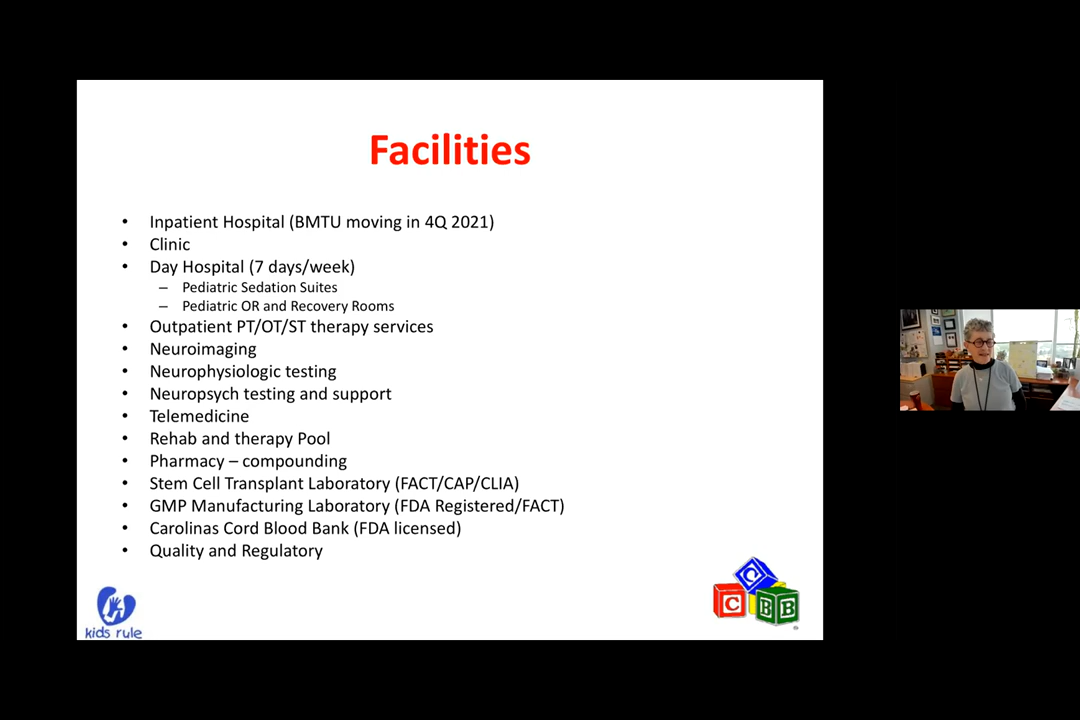 Facilities
• Inpatient Hospital (BMTU moving in 4Q 2021)
• Clinic
• Day Hospital (7 days/week)
– Pediatric Sedation Suites
– Pediatric OR and Recovery Rooms
• Outpatient PT/OT/ST therapy services
• Neuroimaging
• Neurophysiologic testing
• Neuropsych testing and support
• Telemedicine
• Rehab and therapy Pool
• Pharmacy – compounding
• Stem Cell Transplant Laboratory (FACT/CAP/CLIA)
• GMP Manufacturing Laboratory (FDA Registered/FACT)
• Carolinas Cord Blood Bank (FDA licensed)
• Quality and Regulatory
kids rule
C
C B B